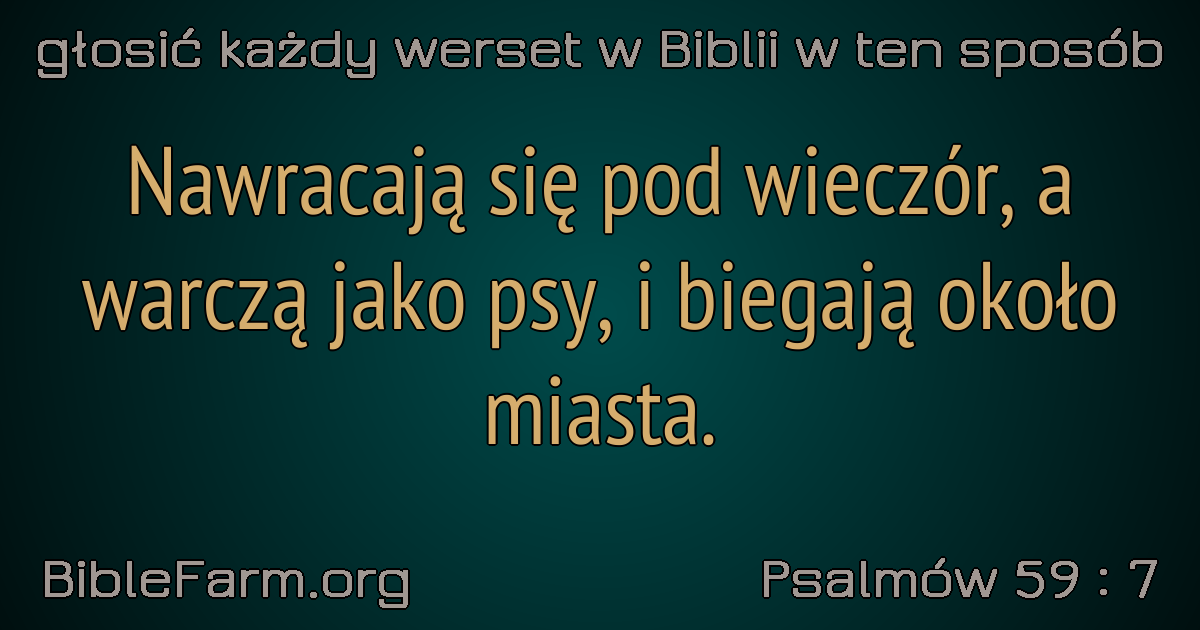 głosić każdy werset w Biblii w ten sposób
Nawracają się pod wieczór, a
warczą jako psy, i biegają około
miasta.
BibleFarm.org
Psalmów 59 : 7